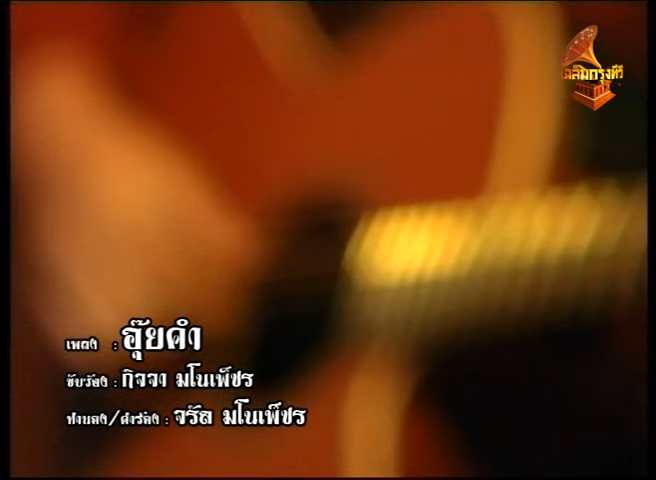 เฉลิมกรุงทีวี
เพลง : อุ๊ยคำ
ขับร้อง : กิจจา มโนเพ็ชร
ทำนอง/คำร้อง : จรัล มโนเพ็ชร